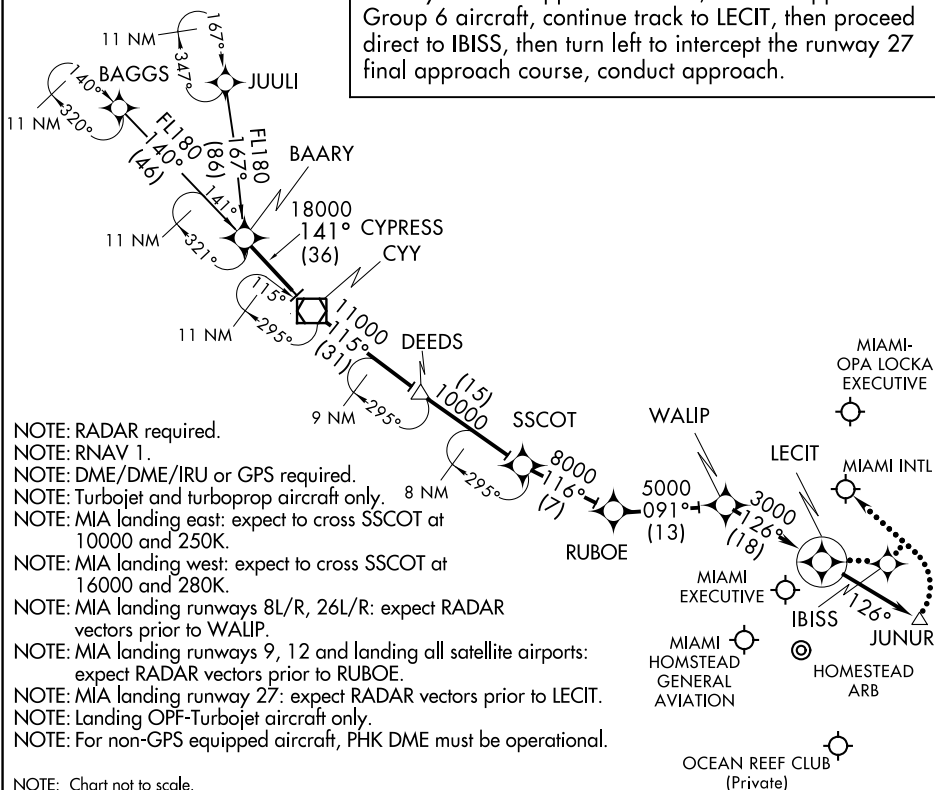 Group 6 aircraft, continue track to LECIT, then proceed
direct to IBISS, then turn left to intercept the runway 27
final approach course, conduct approach.
11 NM
167°
347°
JUULI
BAGGS
140°
320°
11 NM
FL180
140°
(46)
FL180
167°
(86)
BAARY
141°
321°
11 NM
18000
141°
(36)
CYPRESS
CYY
115°
295°
11 NM
11000
115°
(31)
DEEDS
295°
9 NM
(15)
10000
SSCOT
295°
8 NM
8000
116°
(7)
RUBOE
5000
091°
(13)
WALIP
3000
126°
(18)
LECIT
MIAMI-
OPA LOCKA
EXECUTIVE
MIAMI INTL
MIAMI
EXECUTIVE
IBISS
126°
JUNUR
MIAMI
HOMSTEAD
GENERAL
AVIATION
HOMESTEAD
ARB
OCEAN REEF CLUB
(Private)
NOTE: RADAR required.
NOTE: RNAV 1.
NOTE: DME/DME/IRU or GPS required.
NOTE: Turbojet and turboprop aircraft only.
NOTE: MIA landing east: expect to cross SSCOT at
10000 and 250K.
NOTE: MIA landing west: expect to cross SSCOT at
16000 and 280K.
NOTE: MIA landing runways 8L/R, 26L/R: expect RADAR
vectors prior to WALIP.
NOTE: MIA landing runways 9, 12 and landing all satellite airports:
expect RADAR vectors prior to RUBOE.
NOTE: MIA landing runway 27: expect RADAR vectors prior to LECIT.
NOTE: Landing OPF-Turbojet aircraft only.
NOTE: For non-GPS equipped aircraft, PHK DME must be operational.
NOTE: Chart not to scale.